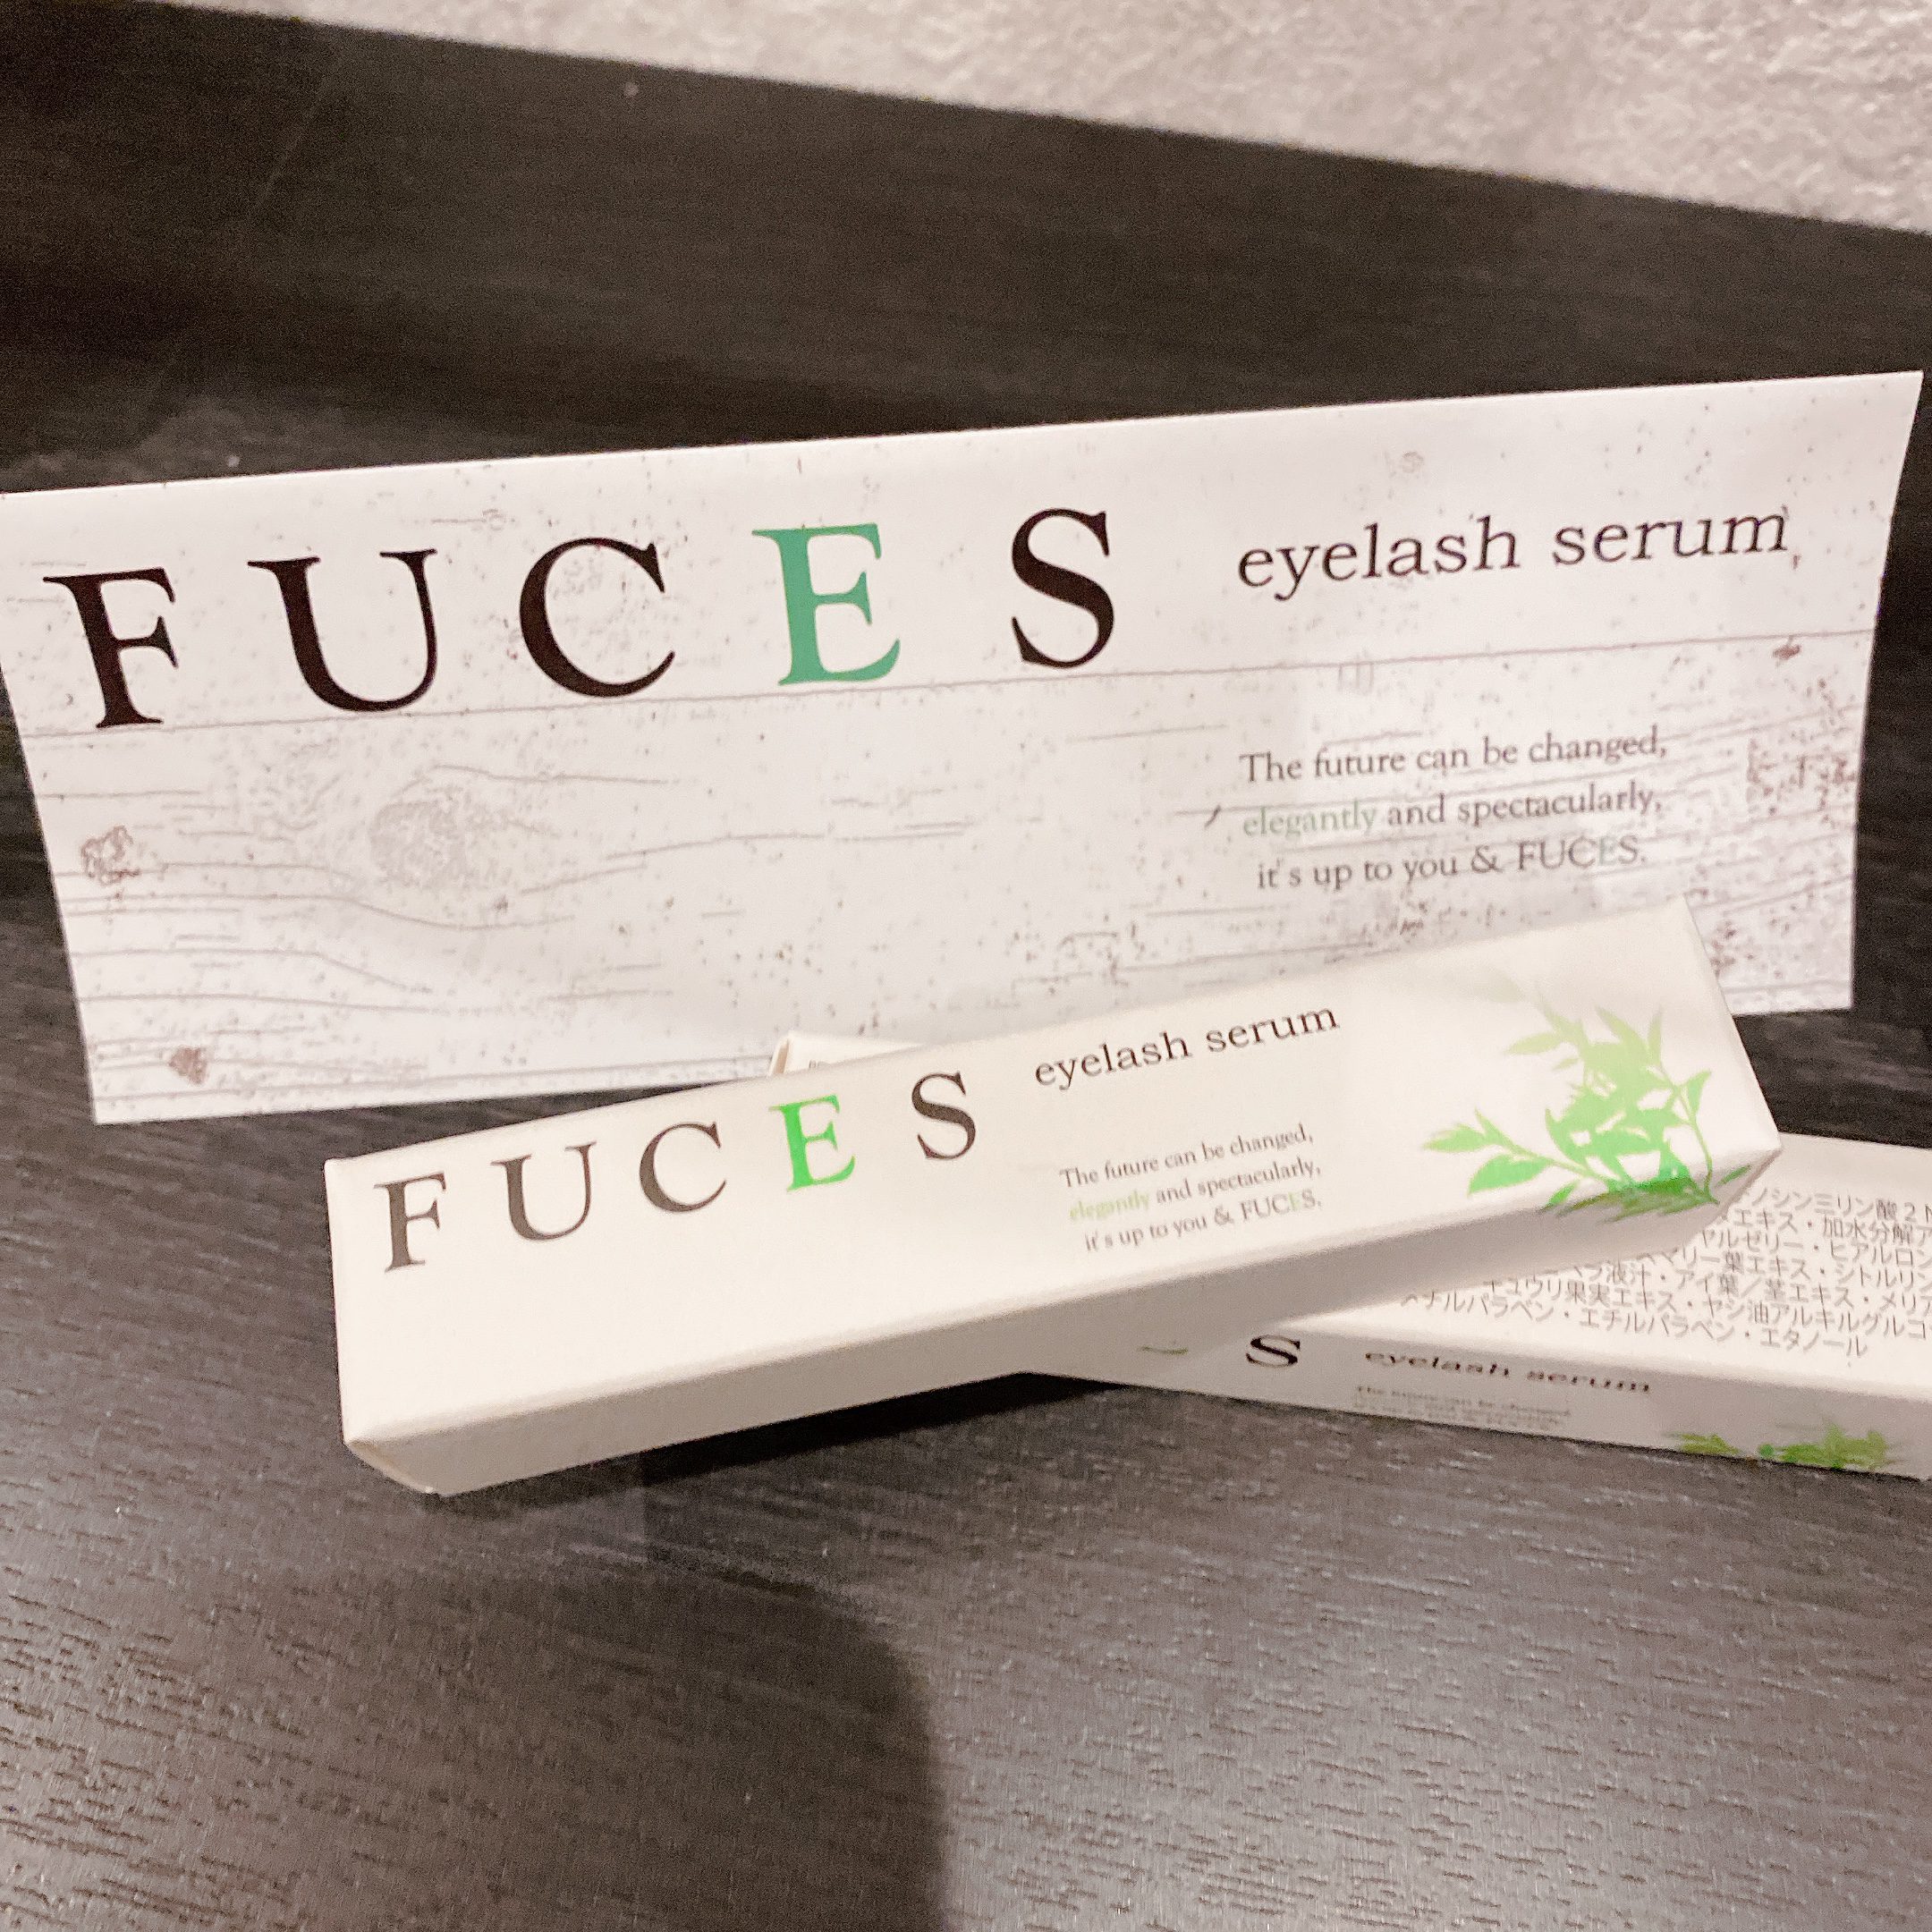 FUCES eyelash serum
The future can be changed,
elegantly and spectacularly,
it's up to you & FUCES.
FUCES eyelash serum
The future can be changed,
elegantly and spectacularly,
it's up to you & FUCES.
ノシン三リン酸2N
エキス・加水分解ア
ヤルゼリー・ヒアルロン
マリー葉エキス・シトルリン
ベラ液汁・アイ葉/茎エキス・メリ
キュウリ果実エキス・ヤシ油アルキルグルコ
メチルパラベン・エチルパラベン・エタノール
S eyelash serum